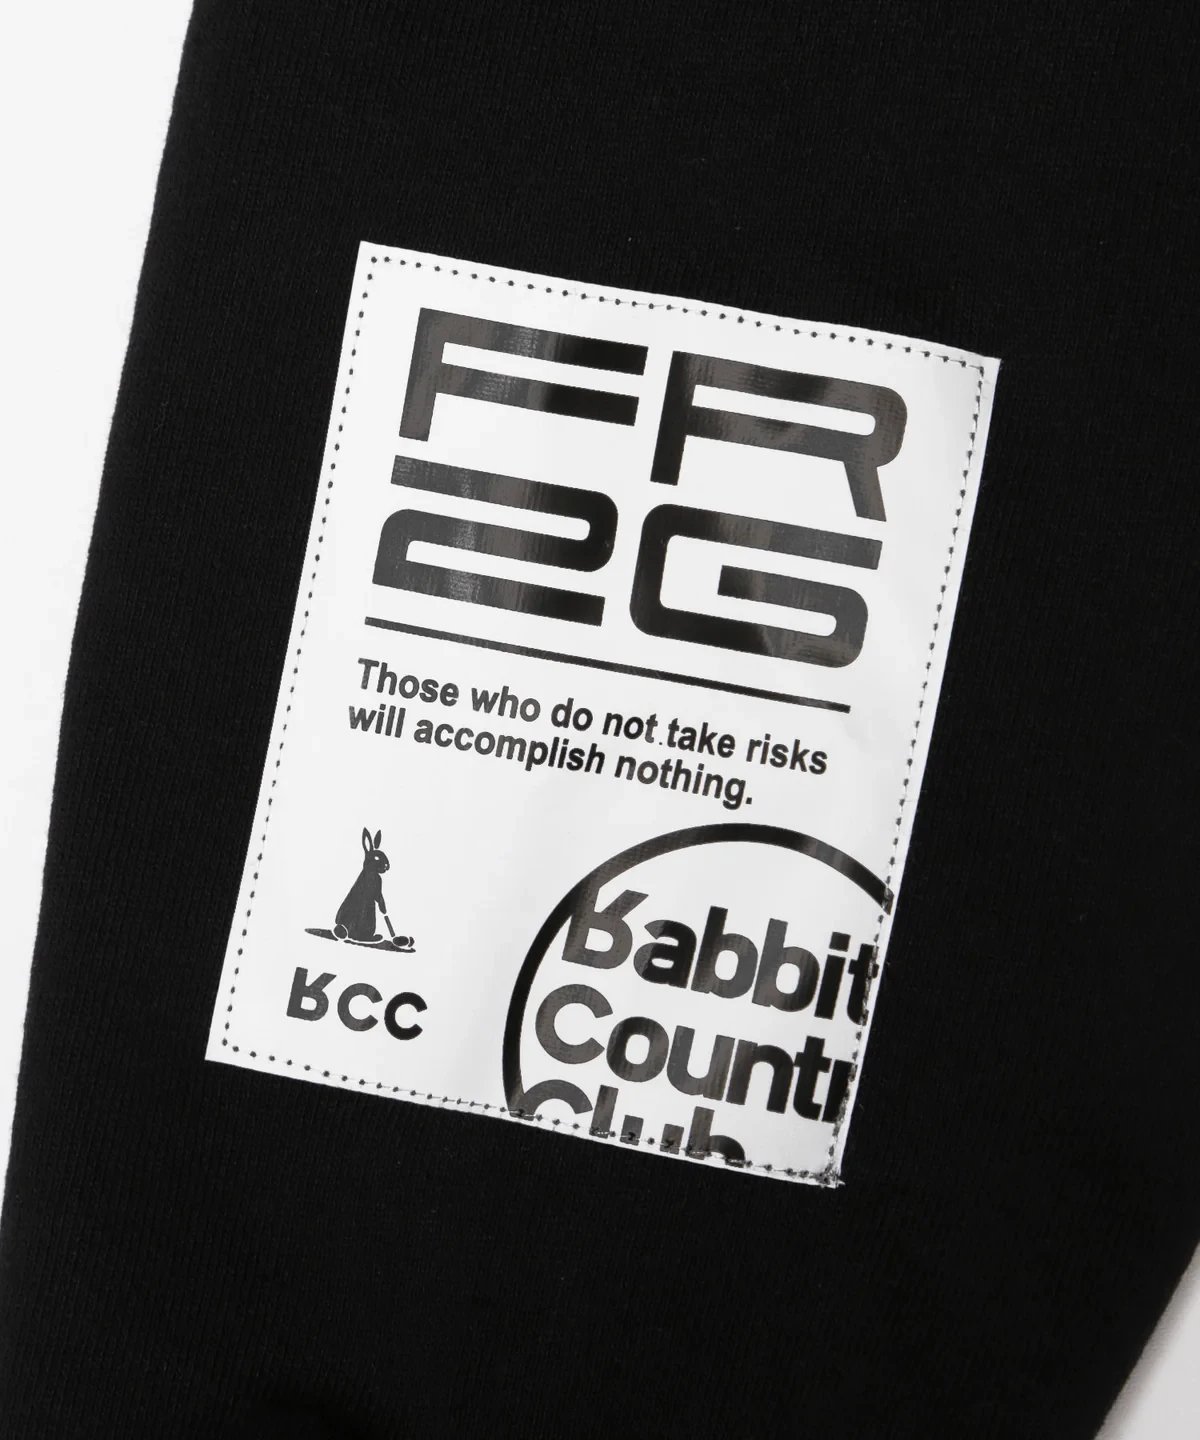 FR
2G
Those who do not take risks
will accomplish nothing.
RCC
Rabbit
Countr
Club